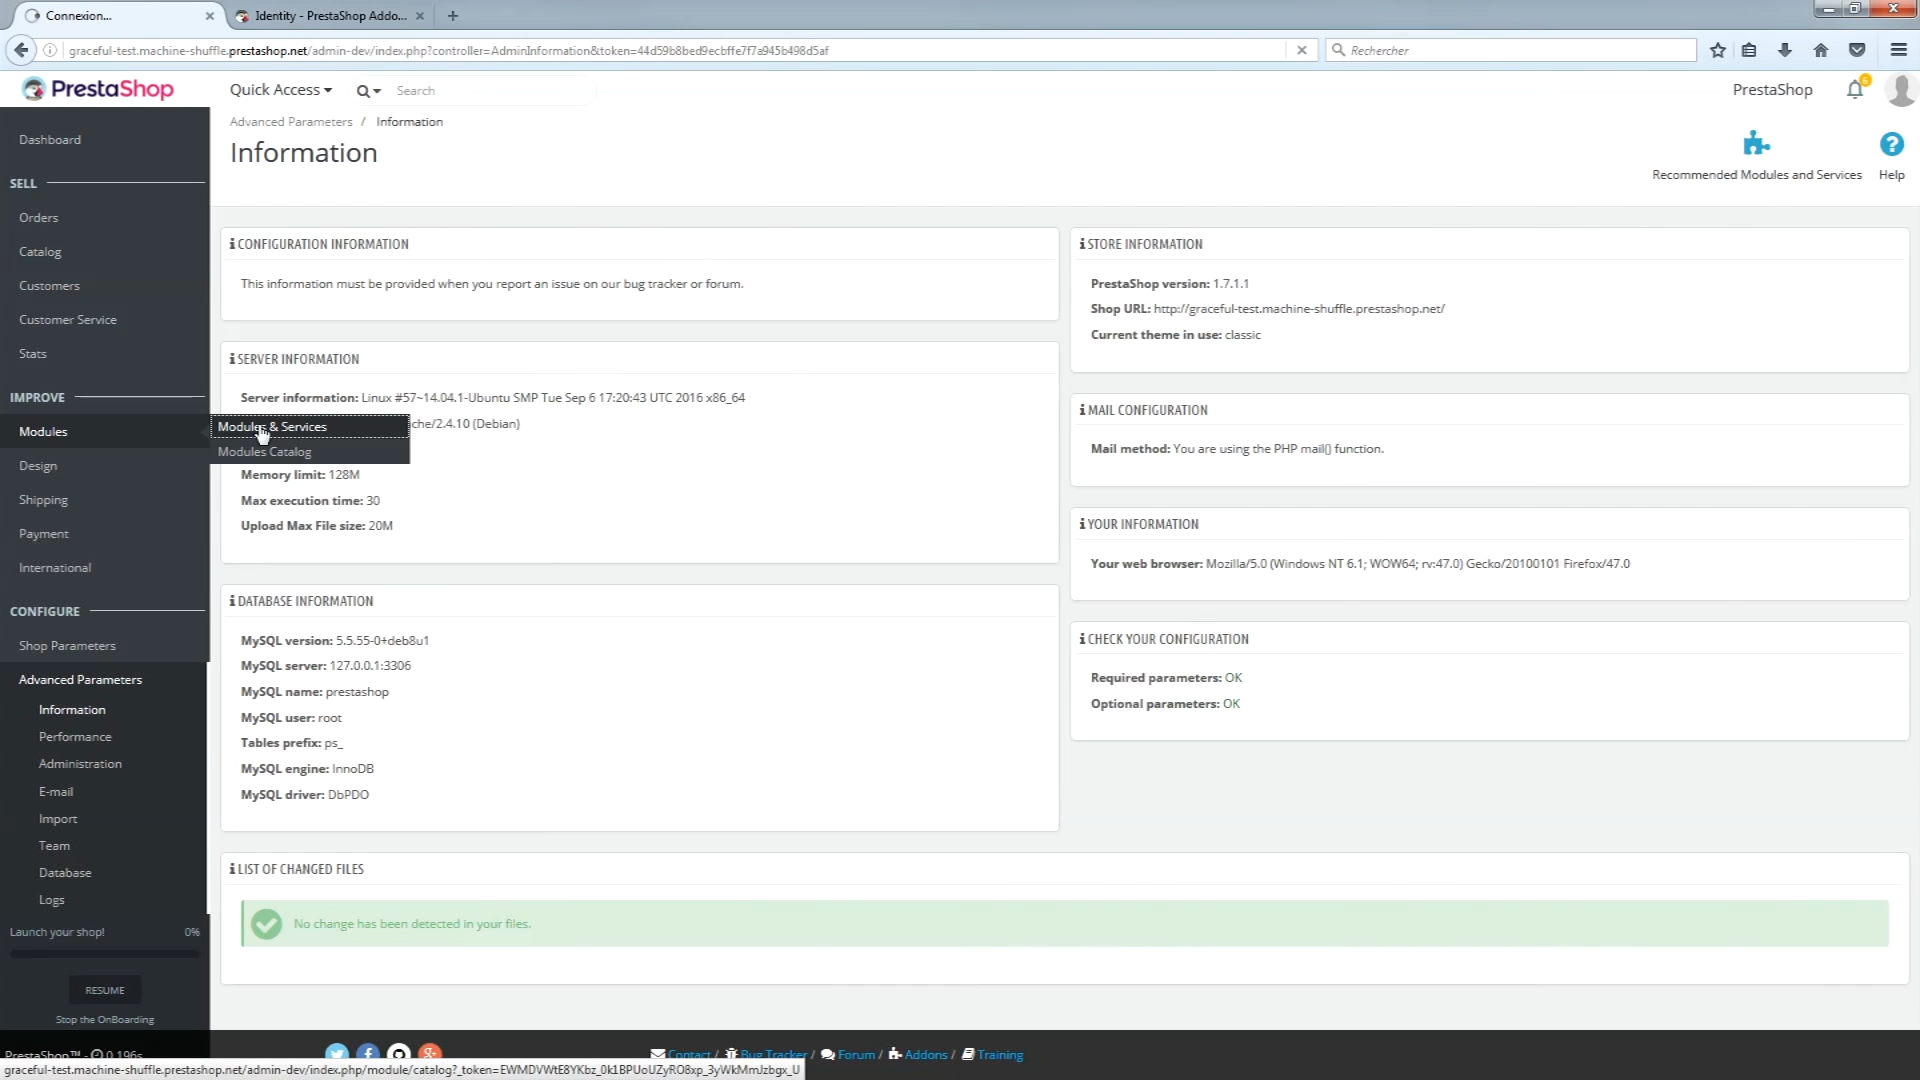 Connexion...
Identity - PrestaShop Addo...
graceful-test.machine-shuffle.prestashop.net/admin-dev/index.php?controller=AdminInformation&token=44d59b8bed9ecbffe7f7a945b498d5af
Rechercher
PrestaShop
Quick Access
Search
PrestaShop
6
Advanced Parameters / Information
Information
Recommended Modules and Services
Help
Dashboard
SELL
Orders
Catalog
Customers
Customer Service
Stats
IMPROVE
Modules
Modules & Services
Modules Catalog
Design
Shipping
Payment
International
CONFIGURE
Shop Parameters
Advanced Parameters
Information
Performance
Administration
E-mail
Import
Team
Database
Logs
Launch your shop! 0%
RESUME
Stop the OnBoarding
CONFIGURATION INFORMATION
This information must be provided when you report an issue on our bug tracker or forum.
SERVER INFORMATION
Server information: Linux #57~14.04.1-Ubuntu SMP Tue Sep 6 17:20:43 UTC 2016 x86_64
che/2.4.10 (Debian)
Memory limit: 128M
Max execution time: 30
Upload Max File size: 20M
DATABASE INFORMATION
MySQL version: 5.5.55-0+deb8u1
MySQL server: 127.0.0.1:3306
MySQL name: prestashop
MySQL user: root
Tables prefix: ps_
MySQL engine: InnoDB
MySQL driver: DbPDO
STORE INFORMATION
PrestaShop version: 1.7.1.1
Shop URL: http://graceful-test.machine-shuffle.prestashop.net/
Current theme in use: classic
MAIL CONFIGURATION
Mail method: You are using the PHP mail() function.
YOUR INFORMATION
Your web browser: Mozilla/5.0 (Windows NT 6.1; WOW64; rv:47.0) Gecko/20100101 Firefox/47.0
CHECK YOUR CONFIGURATION
Required parameters: OK
Optional parameters: OK
LIST OF CHANGED FILES
No change has been detected in your files.
PrestaShop™ - 0.196s
Contact / Bug Tracker / Forum / Addons / Training
graceful-test.machine-shuffle.prestashop.net/admin-dev/index.php/module/catalog?_token=EWMDVWtE8YKbz_0k1BPUoUZyRO8xp_3yWkMmJzbgx_U